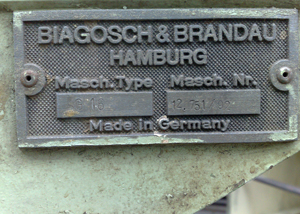 BIAGOSCH & BRANDAU
HAMBURG
Masch. Type Masch. Nr.
Made in Germany